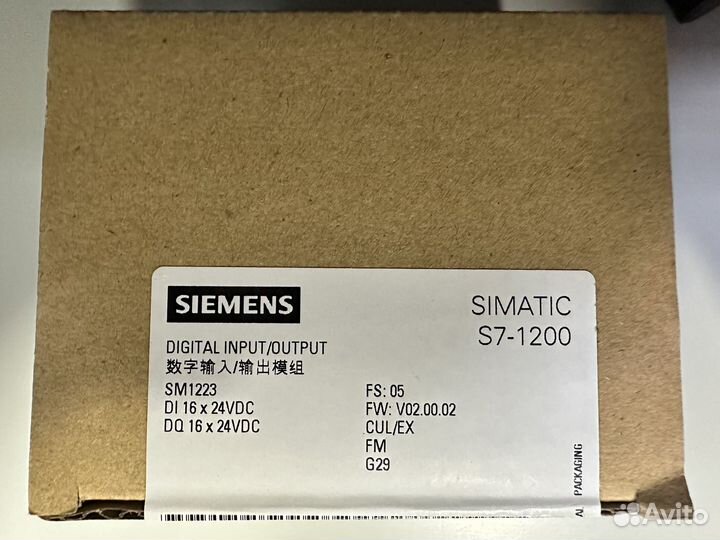 SIEMENS
SIMATIC
S7-1200
DIGITAL INPUT/OUTPUT
数字输入/输出模组
SM1223
DI 16 x 24VDC
DQ 16 x 24VDC
FS: 05
FW: V02.00.02
CUL/EX
FM
G29
PACKAGING
Avito